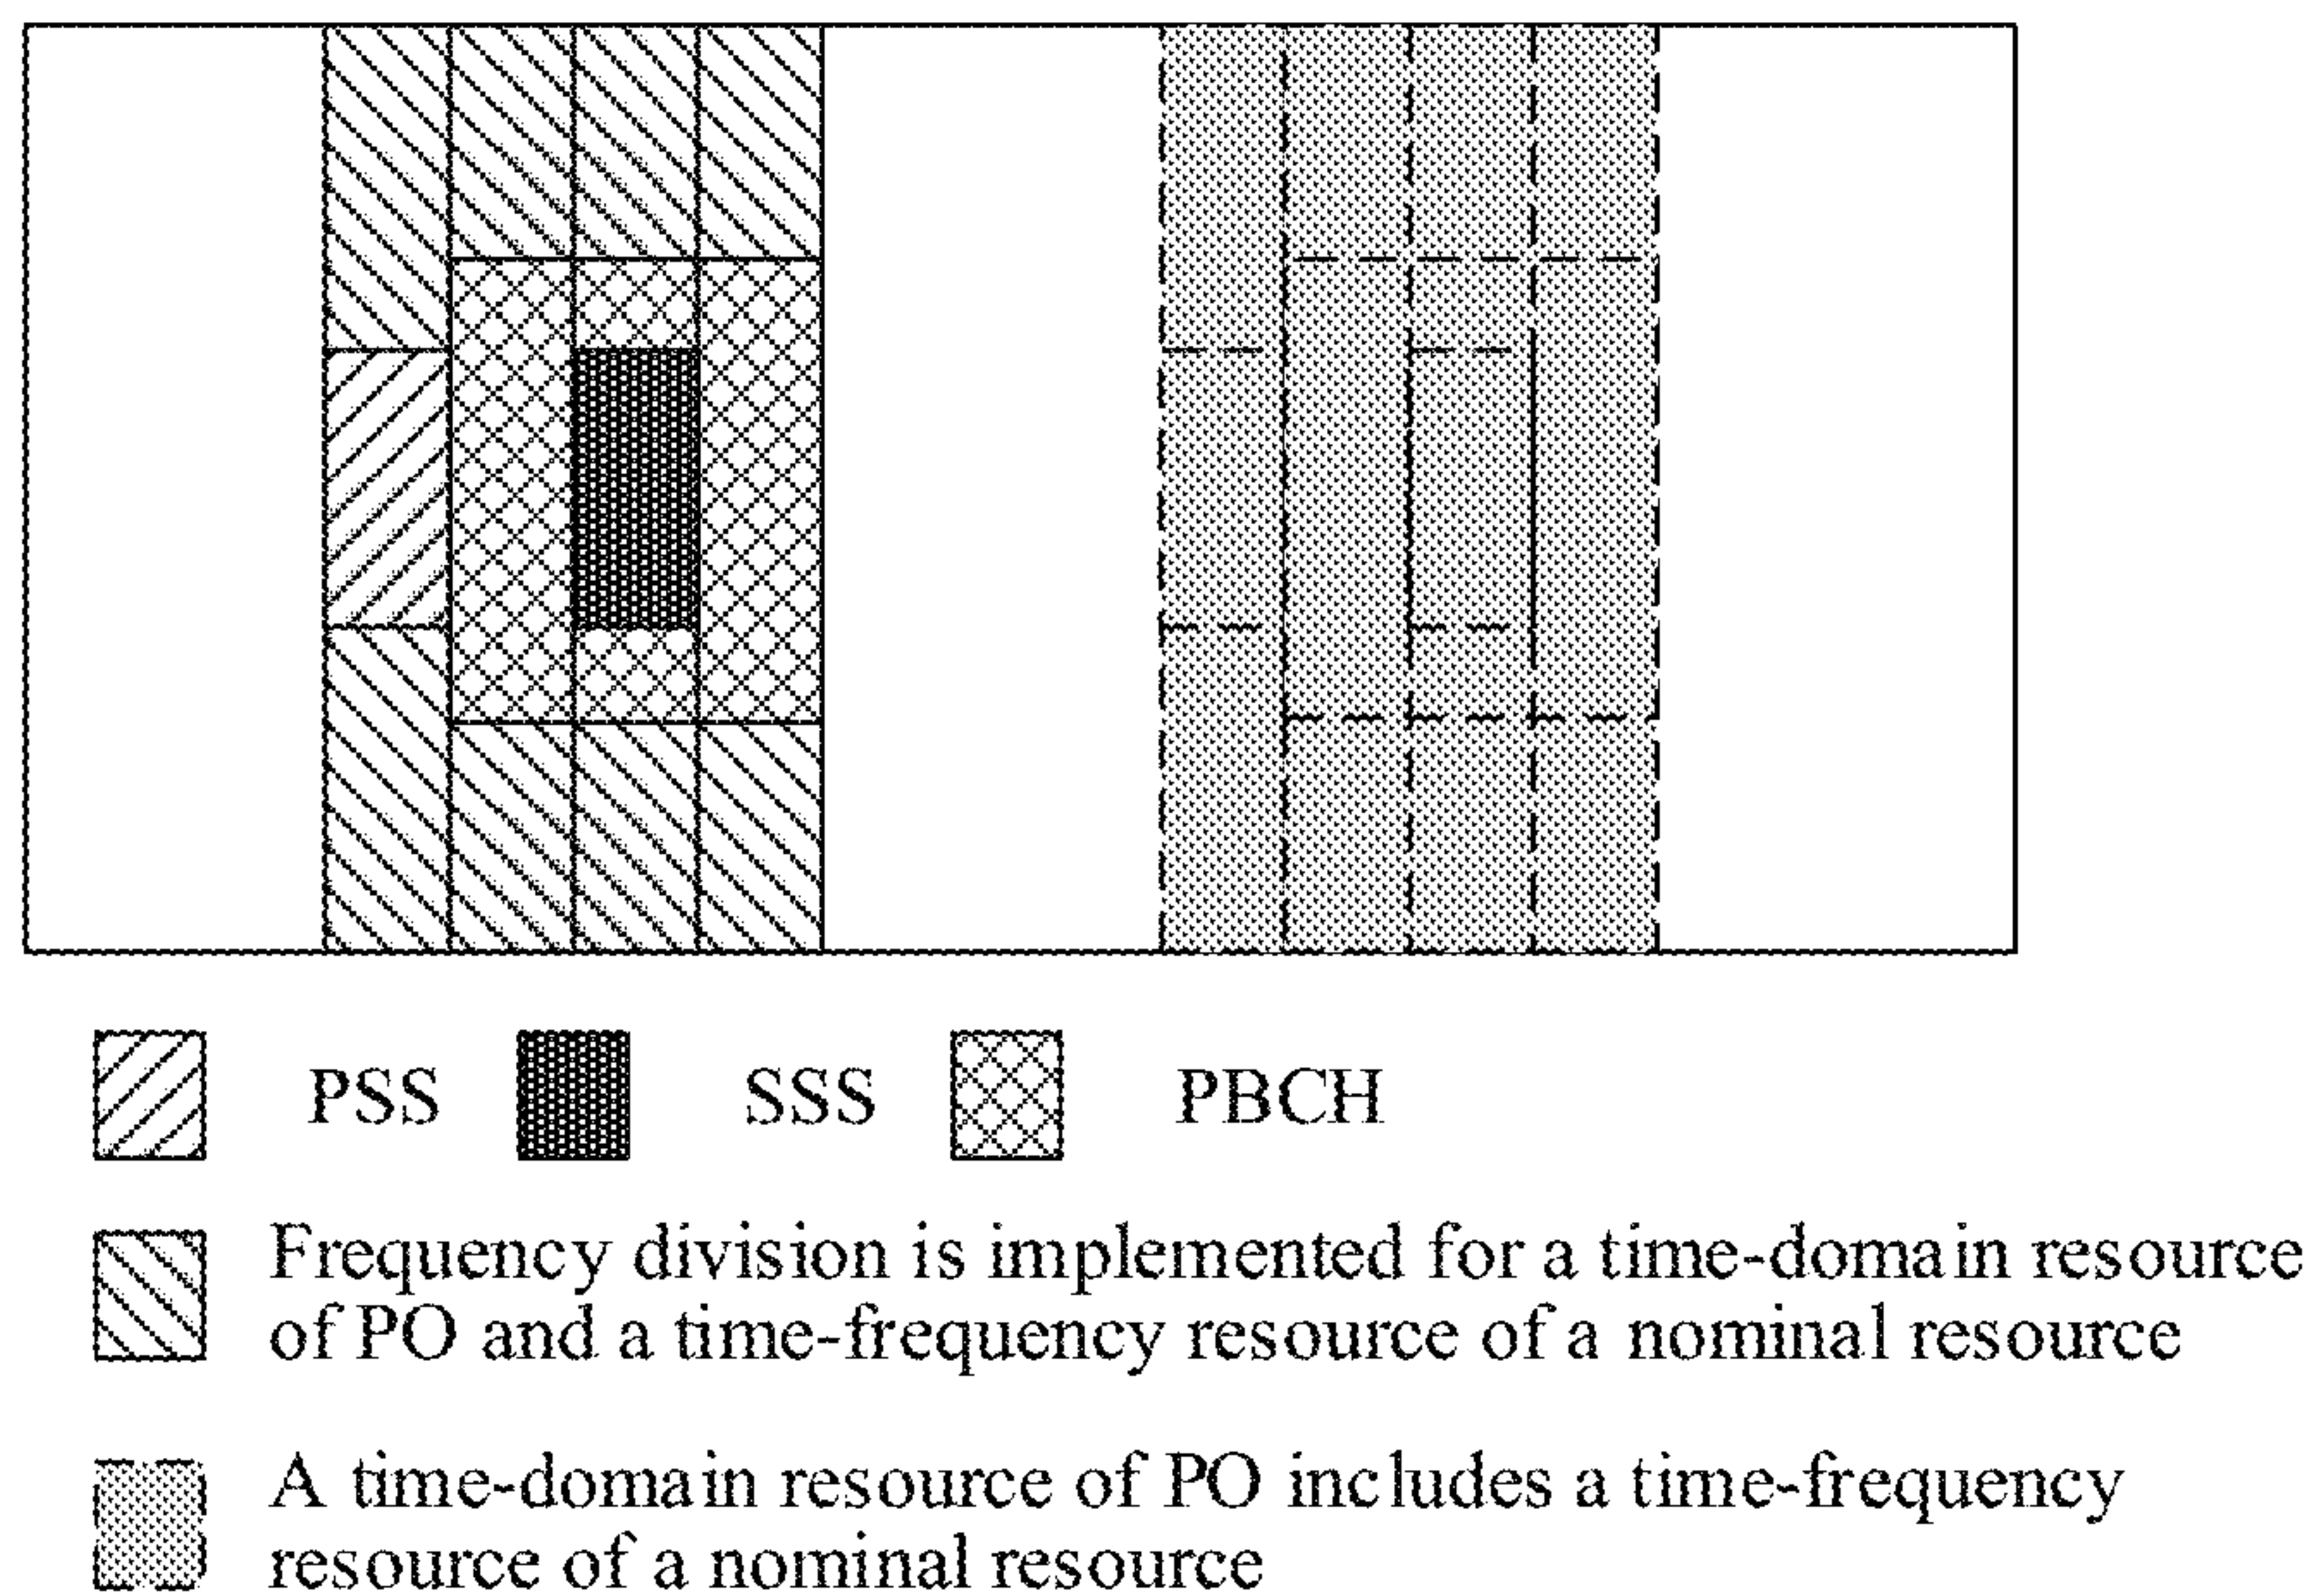 PSS SSS PBCH
Frequency division is implemented for a time-domain resource
of PO and a time-frequency resource of a nominal resource
A time-domain resource of PO includes a time-frequency
resource of a nominal resource